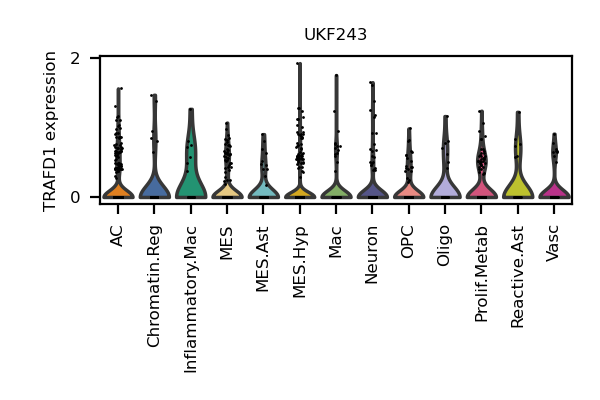 UKF243
TRAFD1 expression
2
0
AC
Chromatin.Reg
Inflammatory.Mac
MES
MES.Ast
MES.Hyp
Mac
Neuron
OPC
Oligo
Prolif.Metab
Reactive.Ast
Vasc